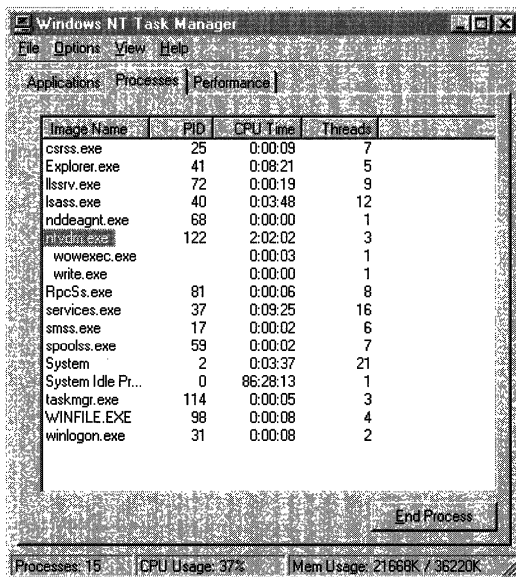 Windows NT Task Manager
File Options View Help
Applications Processes Performance
Image Name PID CPU Time Threads
csrss.exe 25 0:00:09 7
Explorer.exe 41 0:08:21 5
llssrv.exe 72 0:00:19 9
lsass.exe 40 0:03:48 12
nddeagnt.exe 68 0:00:00 1
ntvdm.exe 122 2:02:02 3
wowexec.exe 0:00:03 1
write.exe 0:00:00 1
RpcSs.exe 81 0:00:06 8
services.exe 37 0:09:25 16
smss.exe 17 0:00:02 6
spoolss.exe 59 0:00:02 7
System 2 0:03:37 21
System Idle Pr... 0 86:28:13 1
taskmgr.exe 114 0:00:05 3
WINFILE.EXE 98 0:00:08 4
winlogon.exe 31 0:00:08 2
End Process
Processes: 15 CPU Usage: 37% Mem Usage: 21668K / 36220K